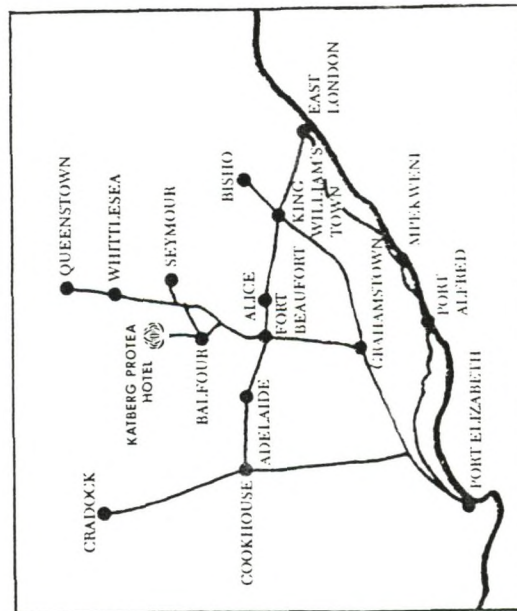 QUEENSTOWN
WHITTLESEA
SEYMOUR
BISHO
EAST
LONDON
KING
WILLIAM'S
TOWN
MPEKWENI
ALICE
FORT
BEAUFORT
PORT
ALFRED
GRAHAMSTOWN
KATBERG PROTEA
HOTEL
BALFOUR
ADELAIDE
COOKHOUSE
CRADOCK
PORT ELIZABETH